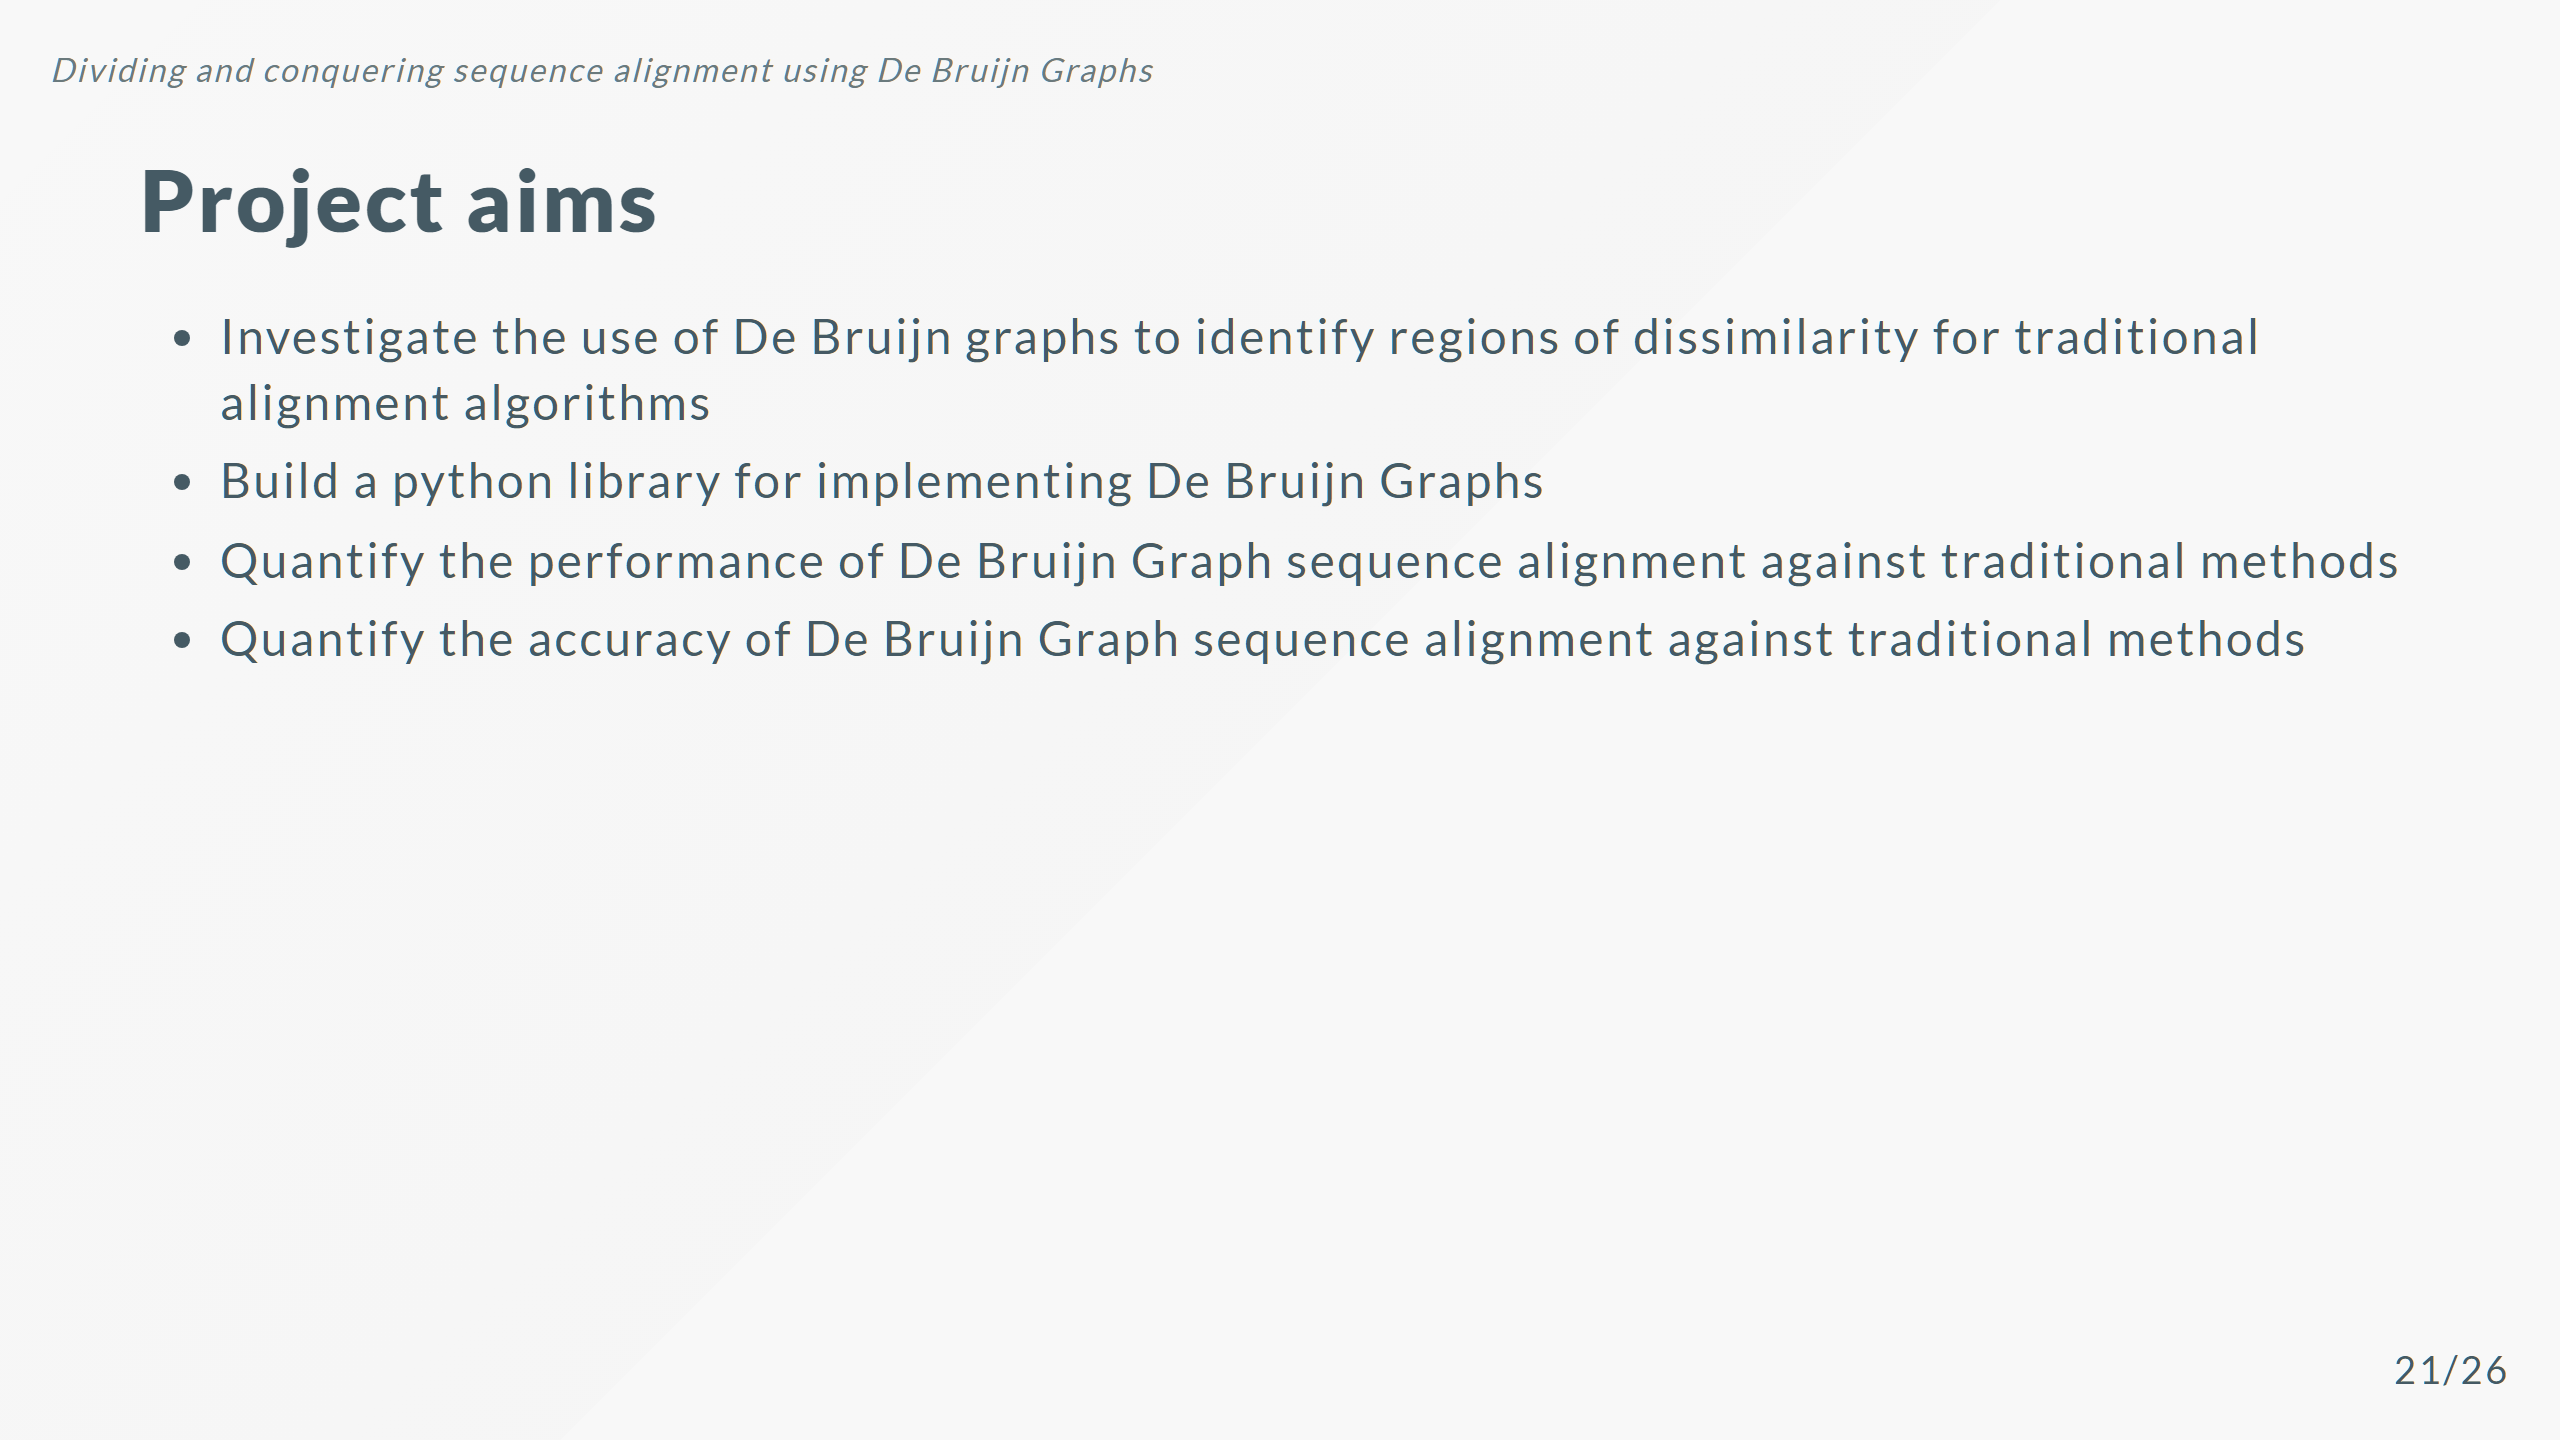 Dividing and conquering sequence alignment using De Bruijn Graphs
Project aims
• Investigate the use of De Bruijn graphs to identify regions of dissimilarity for traditional
alignment algorithms
• Build a python library for implementing De Bruijn Graphs
• Quantify the performance of De Bruijn Graph sequence alignment against traditional methods
• Quantify the accuracy of De Bruijn Graph sequence alignment against traditional methods
21/26